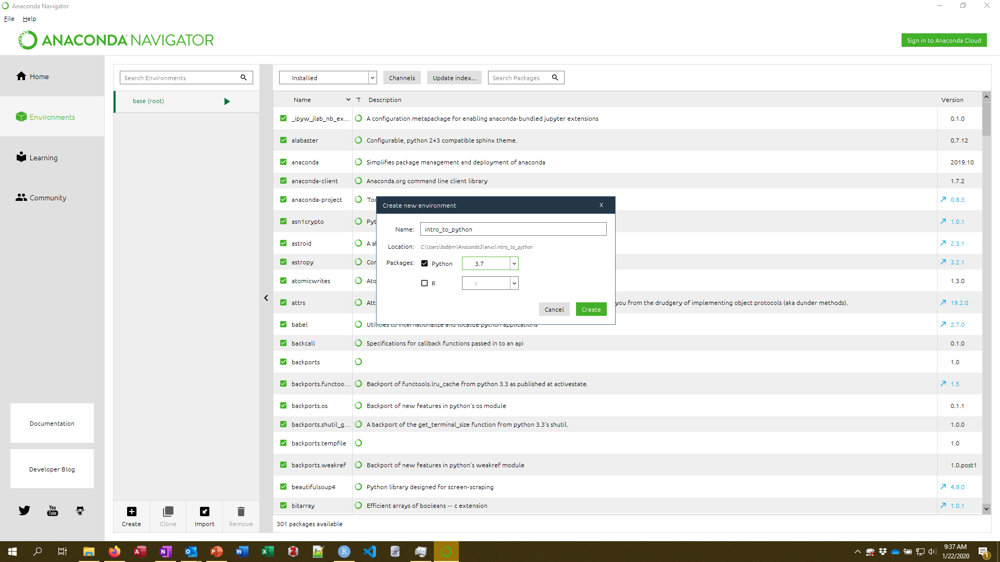 Anaconda Navigator
File Help
ANACONDA NAVIGATOR
Sign in to Anaconda Cloud
Home
Environments
Learning
Community
Documentation
Developer Blog
You
Tube
Search Environments
base (root)
Create Clone Import Remove
Installed Channels Update index... Search Packages
Name T Description Version
_ipyw_jlab_nb_ex... A configuration metapackage for enabling anaconda-bundled jupyter extensions 0.1.0
alabaster Configurable, python 2+3 compatible sphinx theme. 0.7.12
anaconda Simplifies package management and deployment of anaconda 2019.10
anaconda-client Anaconda.org command line client library 1.7.2
anaconda-project 0.8.3
asn1crypto 1.0.1
astroid 2.3.1
astropy 3.2.1
atomicwrites 1.3.0
attrs you from the drudgery of implementing object protocols (aka dunder methods). 19.2.0
babel Utilities to internationalize and localize python applications 2.7.0
backcall Specifications for callback functions passed in to an api 0.1.0
backports 1.0
backports.functoo... Backport of functools.lru_cache from python 3.3 as published at activestate. 1.5
backports.os Backport of new features in python's os module 0.1.1
backports.shutil_g... A backport of the get_terminal_size function from python 3.3's shutil. 1.0.0
backports.tempfile 1.0
backports.weakref Backport of new features in python's weakref module 1.0.post1
beautifulsoup4 Python library designed for screen-scraping 4.8.0
bitarray Efficient arrays of booleans -- c extension 1.0.1
301 packages available
Create new environment X
Name: intro_to_python
Location: C:\Users\babbm\Anaconda3\envs\intro_to_python
Packages: Python 3.7
R r
Cancel Create
9:37 AM
1/22/2020
1